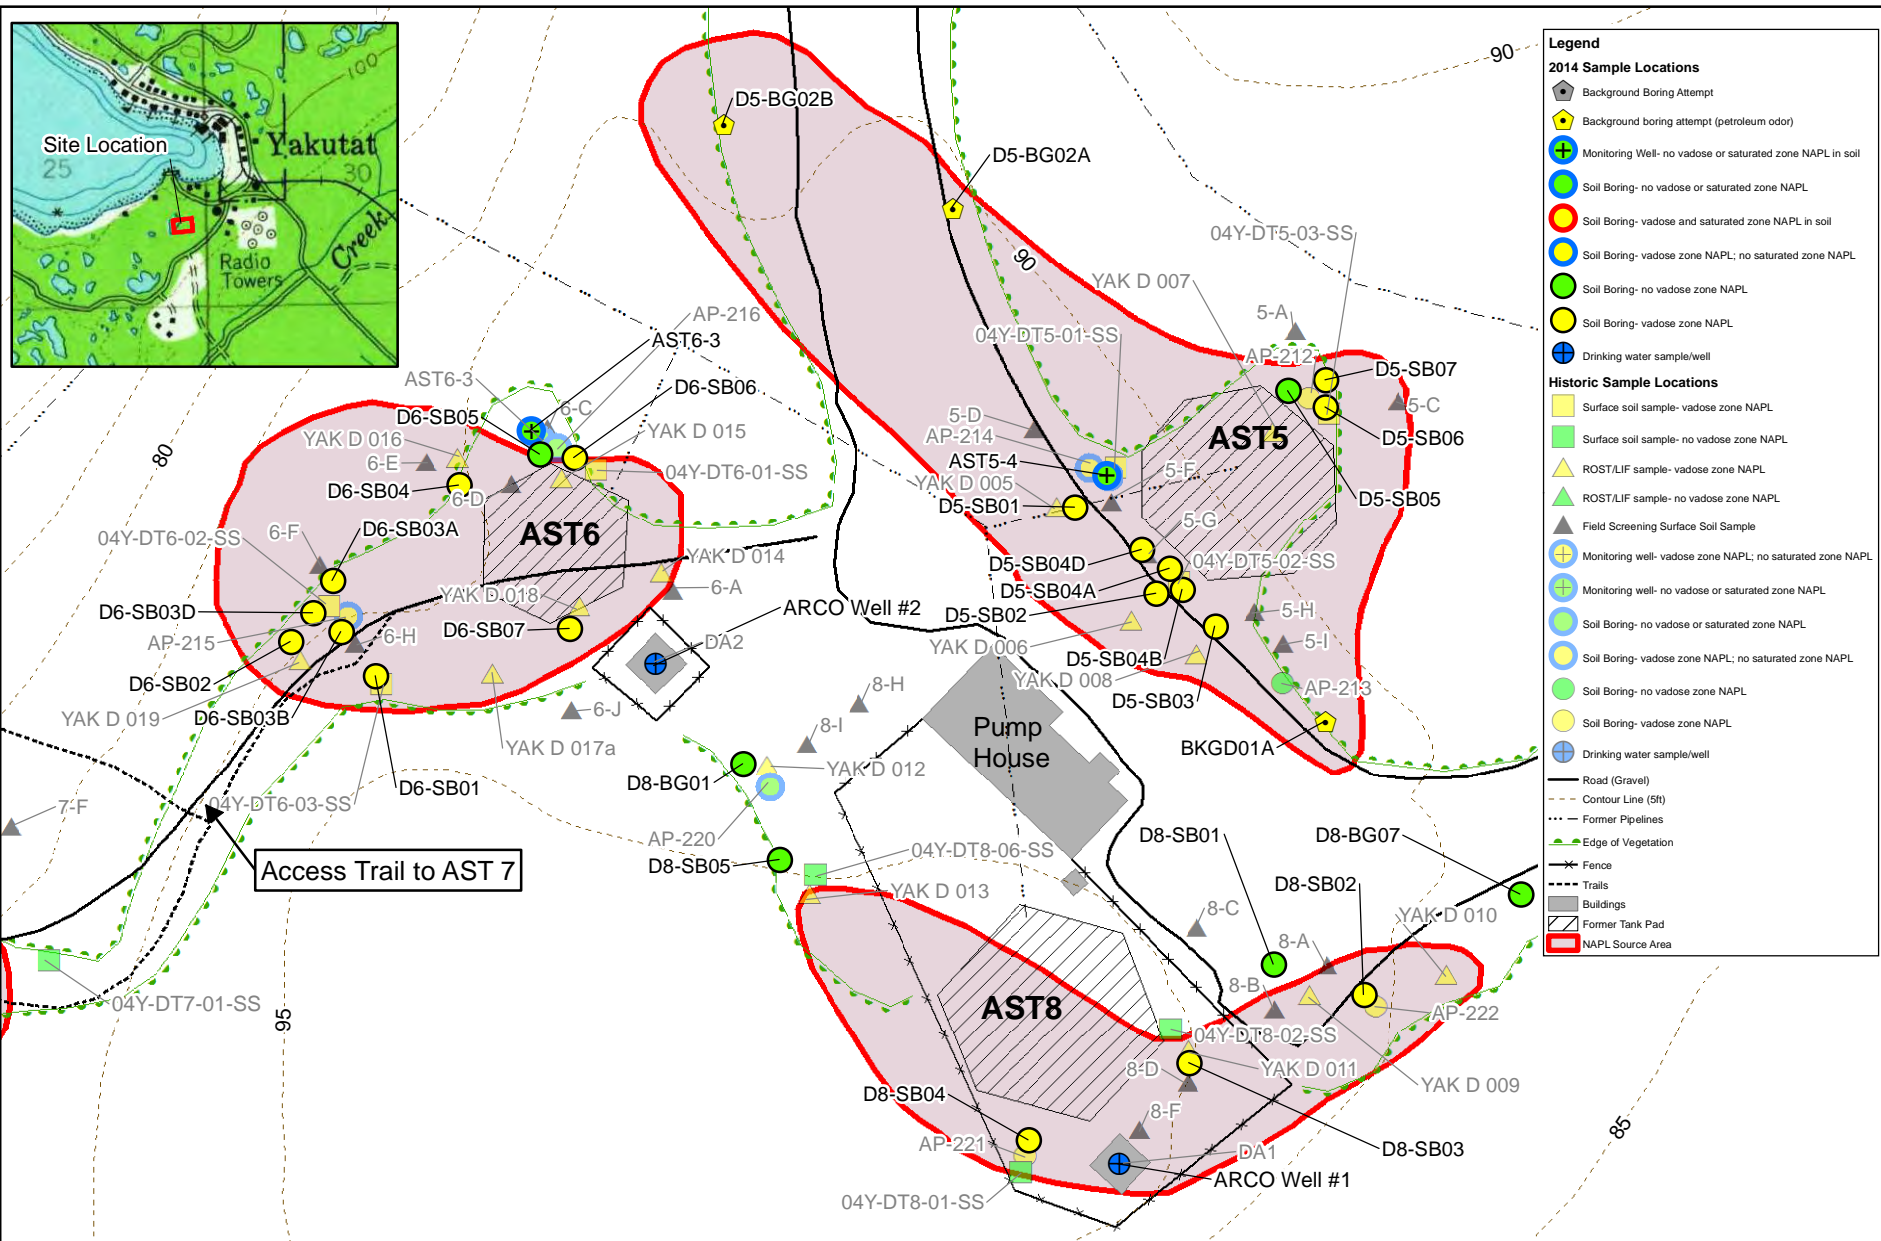 Site Location
Yakutat
25
30
100
Radio
Towers
Creek
D5-BG02B
D5-BG02A
90
90
04Y-DT5-03-SS
YAK D 007
5-A
04Y-DT5-01-SS
AP-212
D5-SB07
5-C
D5-SB06
5-D
AP-214
AST5
AST5-4
5-F
YAK D 005
D5-SB01
D5-SB05
5-G
D5-SB04D
04Y-DT5-02-SS
D5-SB04A
D5-SB02
5-H
YAK D 006
5-I
D5-SB04B
YAK D 008
AP-213
D5-SB03
BKGD01A
AP-216
AST6-3
AST6-3
D6-SB06
6-C
D6-SB05
YAK D 015
YAK D 016
6-E
04Y-DT6-01-SS
D6-SB04
6-D
80
D6-SB03A
AST6
6-F
04Y-DT6-02-SS
YAK D 014
6-A
YAK D 018
ARCO Well #2
D6-SB03D
D6-SB07
AP-215
6-H
DA2
D6-SB02
YAK D 019
D6-SB03B
6-J
YAK D 017a
8-H
8-I
Pump
House
D8-BG01
YAK D 012
D6-SB01
04Y-DT6-03-SS
7-F
AP-220
D8-SB05
Access Trail to AST 7
04Y-DT8-06-SS
D8-SB01
D8-BG07
D8-SB02
YAK D 013
8-C
YAK D 010
8-A
8-B
04Y-DT7-01-SS
95
AST8
AP-222
04Y-DT8-02-SS
YAK D 011
8-D
YAK D 009
D8-SB04
8-F
85
AP-221
DA1
D8-SB03
ARCO Well #1
04Y-DT8-01-SS
Legend
2014 Sample Locations
Background Boring Attempt
Background boring attempt (petroleum odor)
Monitoring Well- no vadose or saturated zone NAPL in soil
Soil Boring- no vadose or saturated zone NAPL
Soil Boring- vadose and saturated zone NAPL in soil
Soil Boring- vadose zone NAPL; no saturated zone NAPL
Soil Boring- no vadose zone NAPL
Soil Boring- vadose zone NAPL
Drinking water sample/well
Historic Sample Locations
Surface soil sample- vadose zone NAPL
Surface soil sample- no vadose zone NAPL
ROST/LIF sample- vadose zone NAPL
ROST/LIF sample- no vadose zone NAPL
Field Screening Surface Soil Sample
Monitoring well- vadose zone NAPL; no saturated zone NAPL
Monitoring well- no vadose or saturated zone NAPL
Soil Boring- no vadose or saturated zone NAPL
Soil Boring- vadose zone NAPL; no saturated zone NAPL
Soil Boring- no vadose zone NAPL
Soil Boring- vadose zone NAPL
Drinking water sample/well
Road (Gravel)
Contour Line (5ft)
Former Pipelines
Edge of Vegetation
Fence
Trails
Buildings
Former Tank Pad
NAPL Source Area